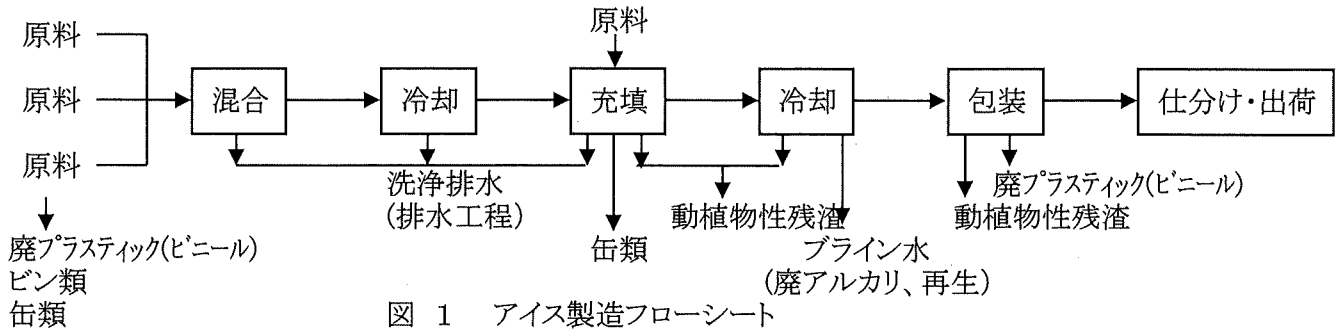 原料
原料
混合
冷却
充填
冷却
包装
仕分け・出荷
原料
原料
洗浄排水
(排水工程)
動植物性残渣
廃プラスティック(ビニール)
動植物性残渣
廃プラスティック(ビニール)
ビン類
缶類
缶類
ブライン水
(廃アルカリ、再生)
図 1 アイス製造フローシート